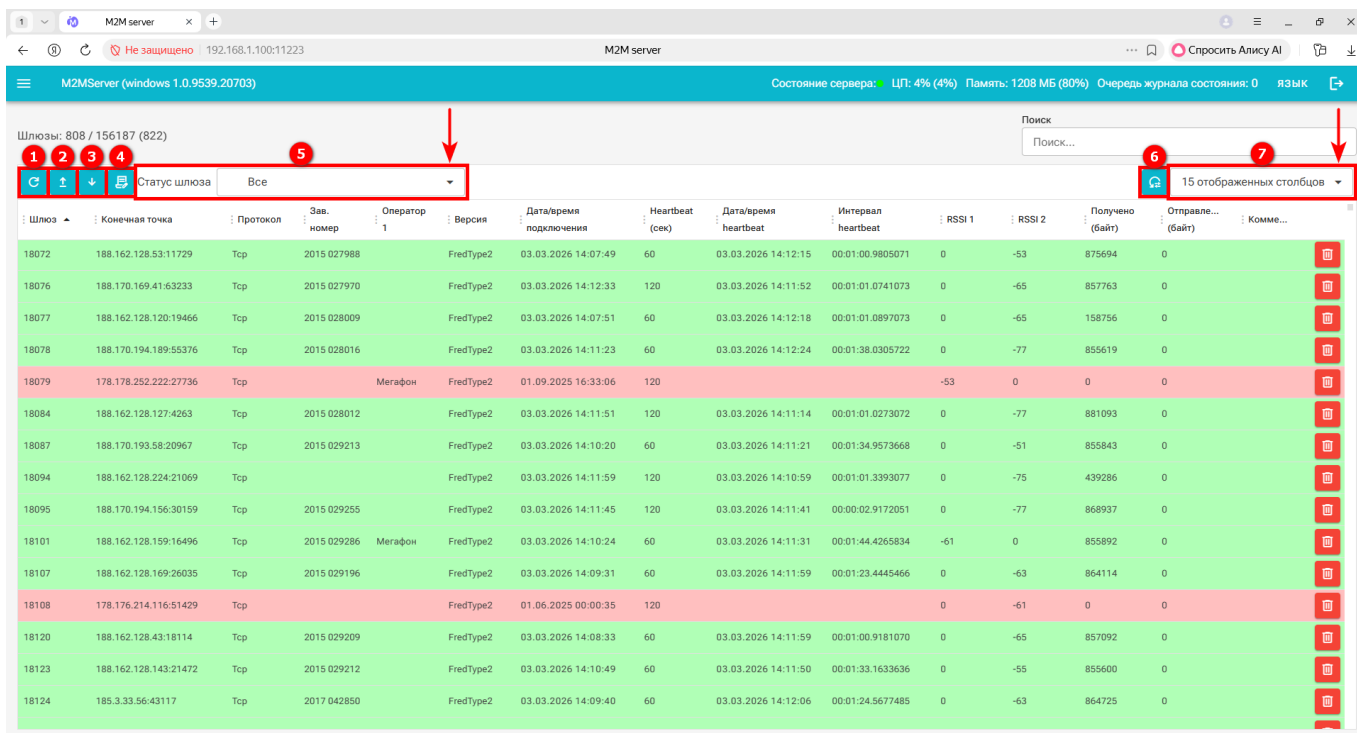 1 M2M server
Не защищено 192.168.1.100:11223 M2M server Спросить Алису AI
M2MServer (windows 1.0.9539.20703) Состояние сервера: ЦП: 4% (4%) Память: 1208 МБ (80%) Очередь журнала состояния: 0 ЯЗЫК
Поиск
Шлюзы: 808 / 156187 (822)
Поиск...
1 2 3 4 5 6 7
Статус шлюза Все 15 отображенных столбцов
Шлюз Конечная точка Протокол Зав. номер Оператор 1 Версия Дата/время подключения Heartbeat (сек) Дата/время heartbeat Интервал heartbeat RSSI 1 RSSI 2 Получено (байт) Отправле... (байт) Комме...
18072 188.162.128.53:11729 Tcp 2015 027988 FredType2 03.03.2026 14:07:49 60 03.03.2026 14:12:15 00:01:00.9805071 0 -53 875694 0
18076 188.170.169.41:63233 Tcp 2015 027970 FredType2 03.03.2026 14:12:33 120 03.03.2026 14:11:52 00:01:01.0741073 0 -65 857763 0
18077 188.162.128.120:19466 Tcp 2015 028009 FredType2 03.03.2026 14:07:51 60 03.03.2026 14:12:18 00:01:01.0897073 0 -65 158756 0
18078 188.170.194.189:55376 Tcp 2015 028016 FredType2 03.03.2026 14:11:23 60 03.03.2026 14:12:24 00:01:38.0305722 0 -77 855619 0
18079 178.178.252.222:27736 Tcp Мегафон FredType2 01.09.2025 16:33:06 120 -53 0 0 0
18084 188.162.128.127:4263 Tcp 2015 028012 FredType2 03.03.2026 14:11:51 120 03.03.2026 14:11:14 00:01:01.0273072 0 -77 881093 0
18087 188.170.193.58:20967 Tcp 2015 029213 FredType2 03.03.2026 14:10:20 60 03.03.2026 14:11:21 00:01:34.9573668 0 -51 855843 0
18094 188.162.128.224:21069 Tcp FredType2 03.03.2026 14:11:59 120 03.03.2026 14:10:59 00:01:01.3393077 0 -75 439286 0
18095 188.170.194.156:30159 Tcp 2015 029255 FredType2 03.03.2026 14:11:45 120 03.03.2026 14:11:41 00:00:02.9172051 0 -77 868937 0
18101 188.162.128.159:16496 Tcp 2015 029286 Мегафон FredType2 03.03.2026 14:10:24 60 03.03.2026 14:11:31 00:01:44.4265834 -61 0 855892 0
18107 188.162.128.169:26035 Tcp 2015 029196 FredType2 03.03.2026 14:09:31 60 03.03.2026 14:11:59 00:01:23.4445466 0 -63 864114 0
18108 178.176.214.116:51429 Tcp FredType2 01.06.2025 00:00:35 120 0 -61 0 0
18120 188.162.128.43:18114 Tcp 2015 029209 FredType2 03.03.2026 14:08:33 60 03.03.2026 14:11:59 00:01:00.9181070 0 -65 857092 0
18123 188.162.128.143:21472 Tcp 2015 029212 FredType2 03.03.2026 14:10:49 60 03.03.2026 14:11:50 00:01:33.1633636 0 -55 855600 0
18124 185.3.33.56:43117 Tcp 2017 042850 FredType2 03.03.2026 14:09:40 60 03.03.2026 14:12:06 00:01:24.5677485 0 -63 864725 0